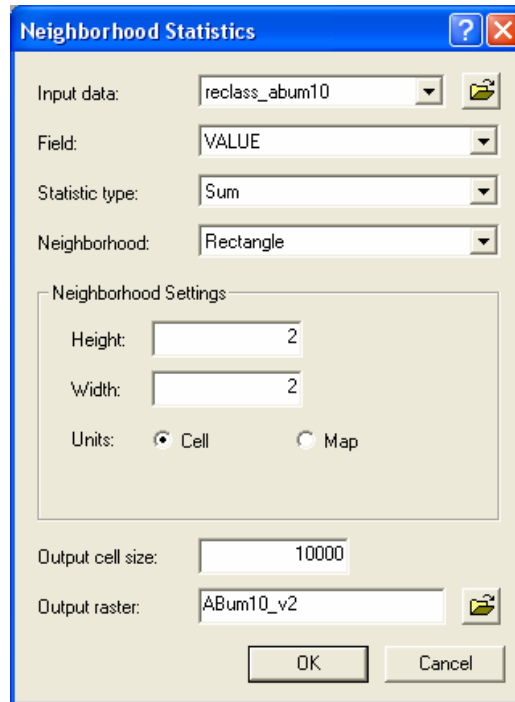 Neighborhood Statistics
Input data: reclass_abum10
Field: VALUE
Statistic type: Sum
Neighborhood: Rectangle
Neighborhood Settings
Height: 2
Width: 2
Units: Cell Map
Output cell size: 10000
Output raster: ABum10_v2
OK Cancel